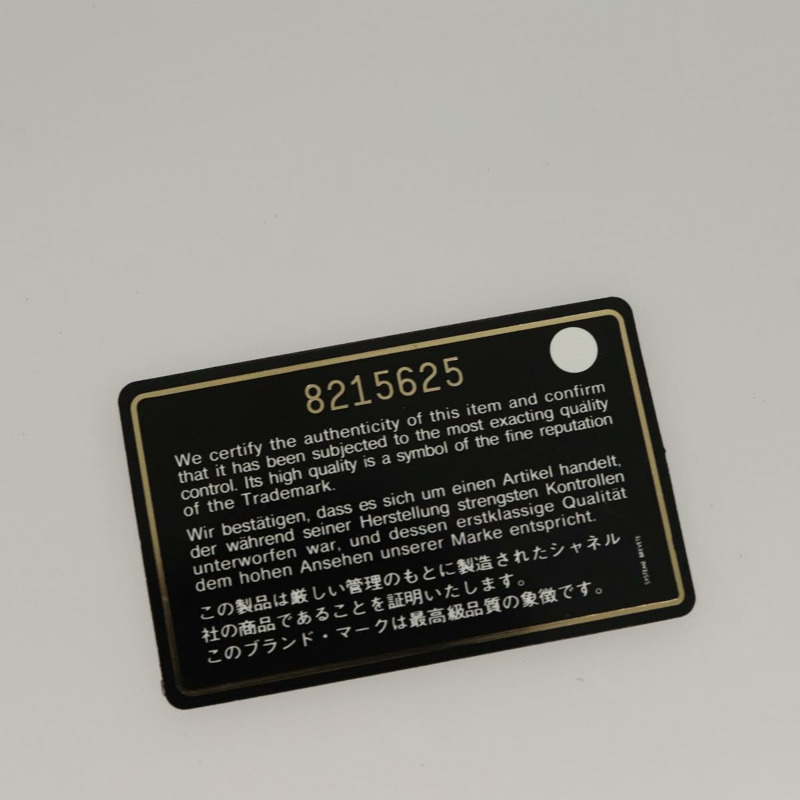 8215625
We certify the authenticity of this item and confirm
that it has been subjected to the most exacting quality
control. Its high quality is a symbol of the fine reputation
of the Trademark.
Wir bestätigen, dass es sich um einen Artikel handelt,
der während seiner Herstellung strengsten Kontrollen
unterworfen war, und dessen erstklassige Qualität
dem hohen Ansehen unserer Marke entspricht.
この製品は厳しい管理のもとに製造されたシャネル
社の商品であることを証明いたします。
このブランド・マークは最高級品質の象徴です。